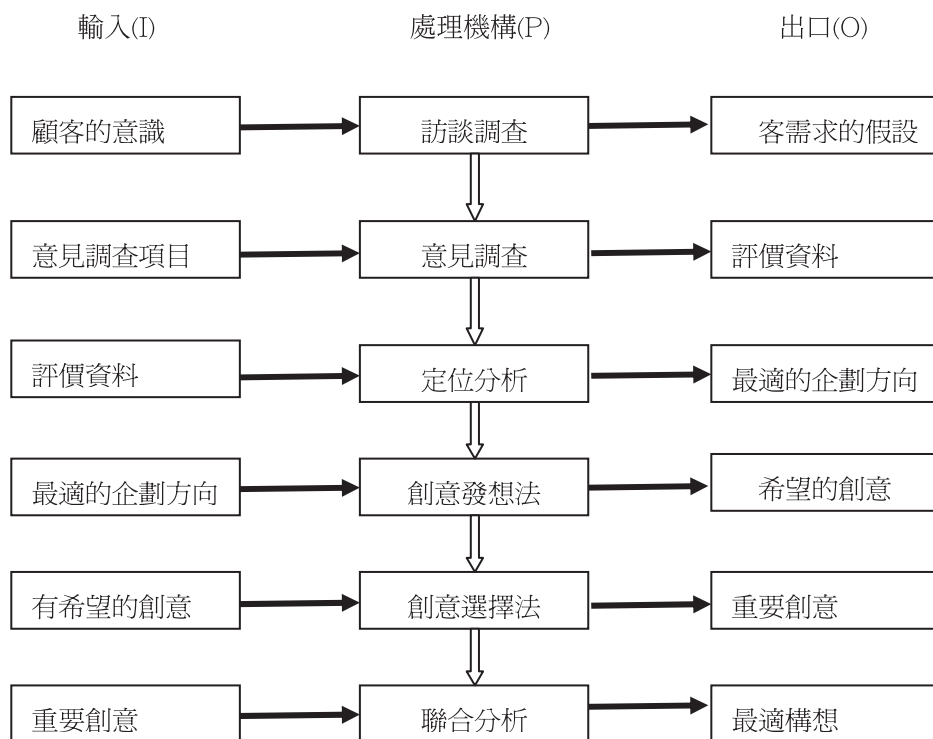 輸入(I) 處理機構(P) 出口(O)
顧客的意識 訪談調查 客需求的假設
意見調查項目 意見調查 評價資料
評價資料 定位分析 最適的企劃方向
最適的企劃方向 創意發想法 希望的創意
有希望的創意 創意選擇法 重要創意
重要創意 聯合分析 最適構想